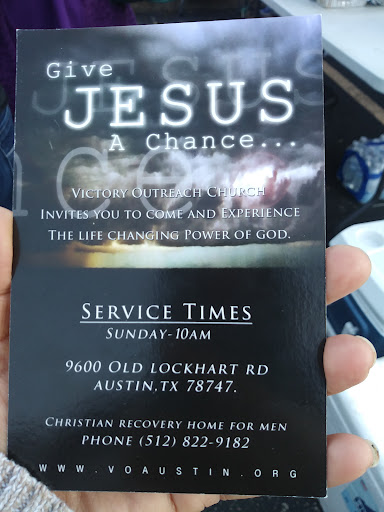 Give
JESUS
A Chance...
VICTORY OUTREACH CHURCH
INVITES YOU TO COME AND EXPERIENCE
THE LIFE CHANGING POWER OF GOD.
SERVICE TIMES
SUNDAY-10AM
9600 OLD LOCKHART RD
AUSTIN,TX 78747.
CHRISTIAN RECOVERY HOME FOR MEN
PHONE (512) 822-9182
WWW.VOAUSTIN.ORG